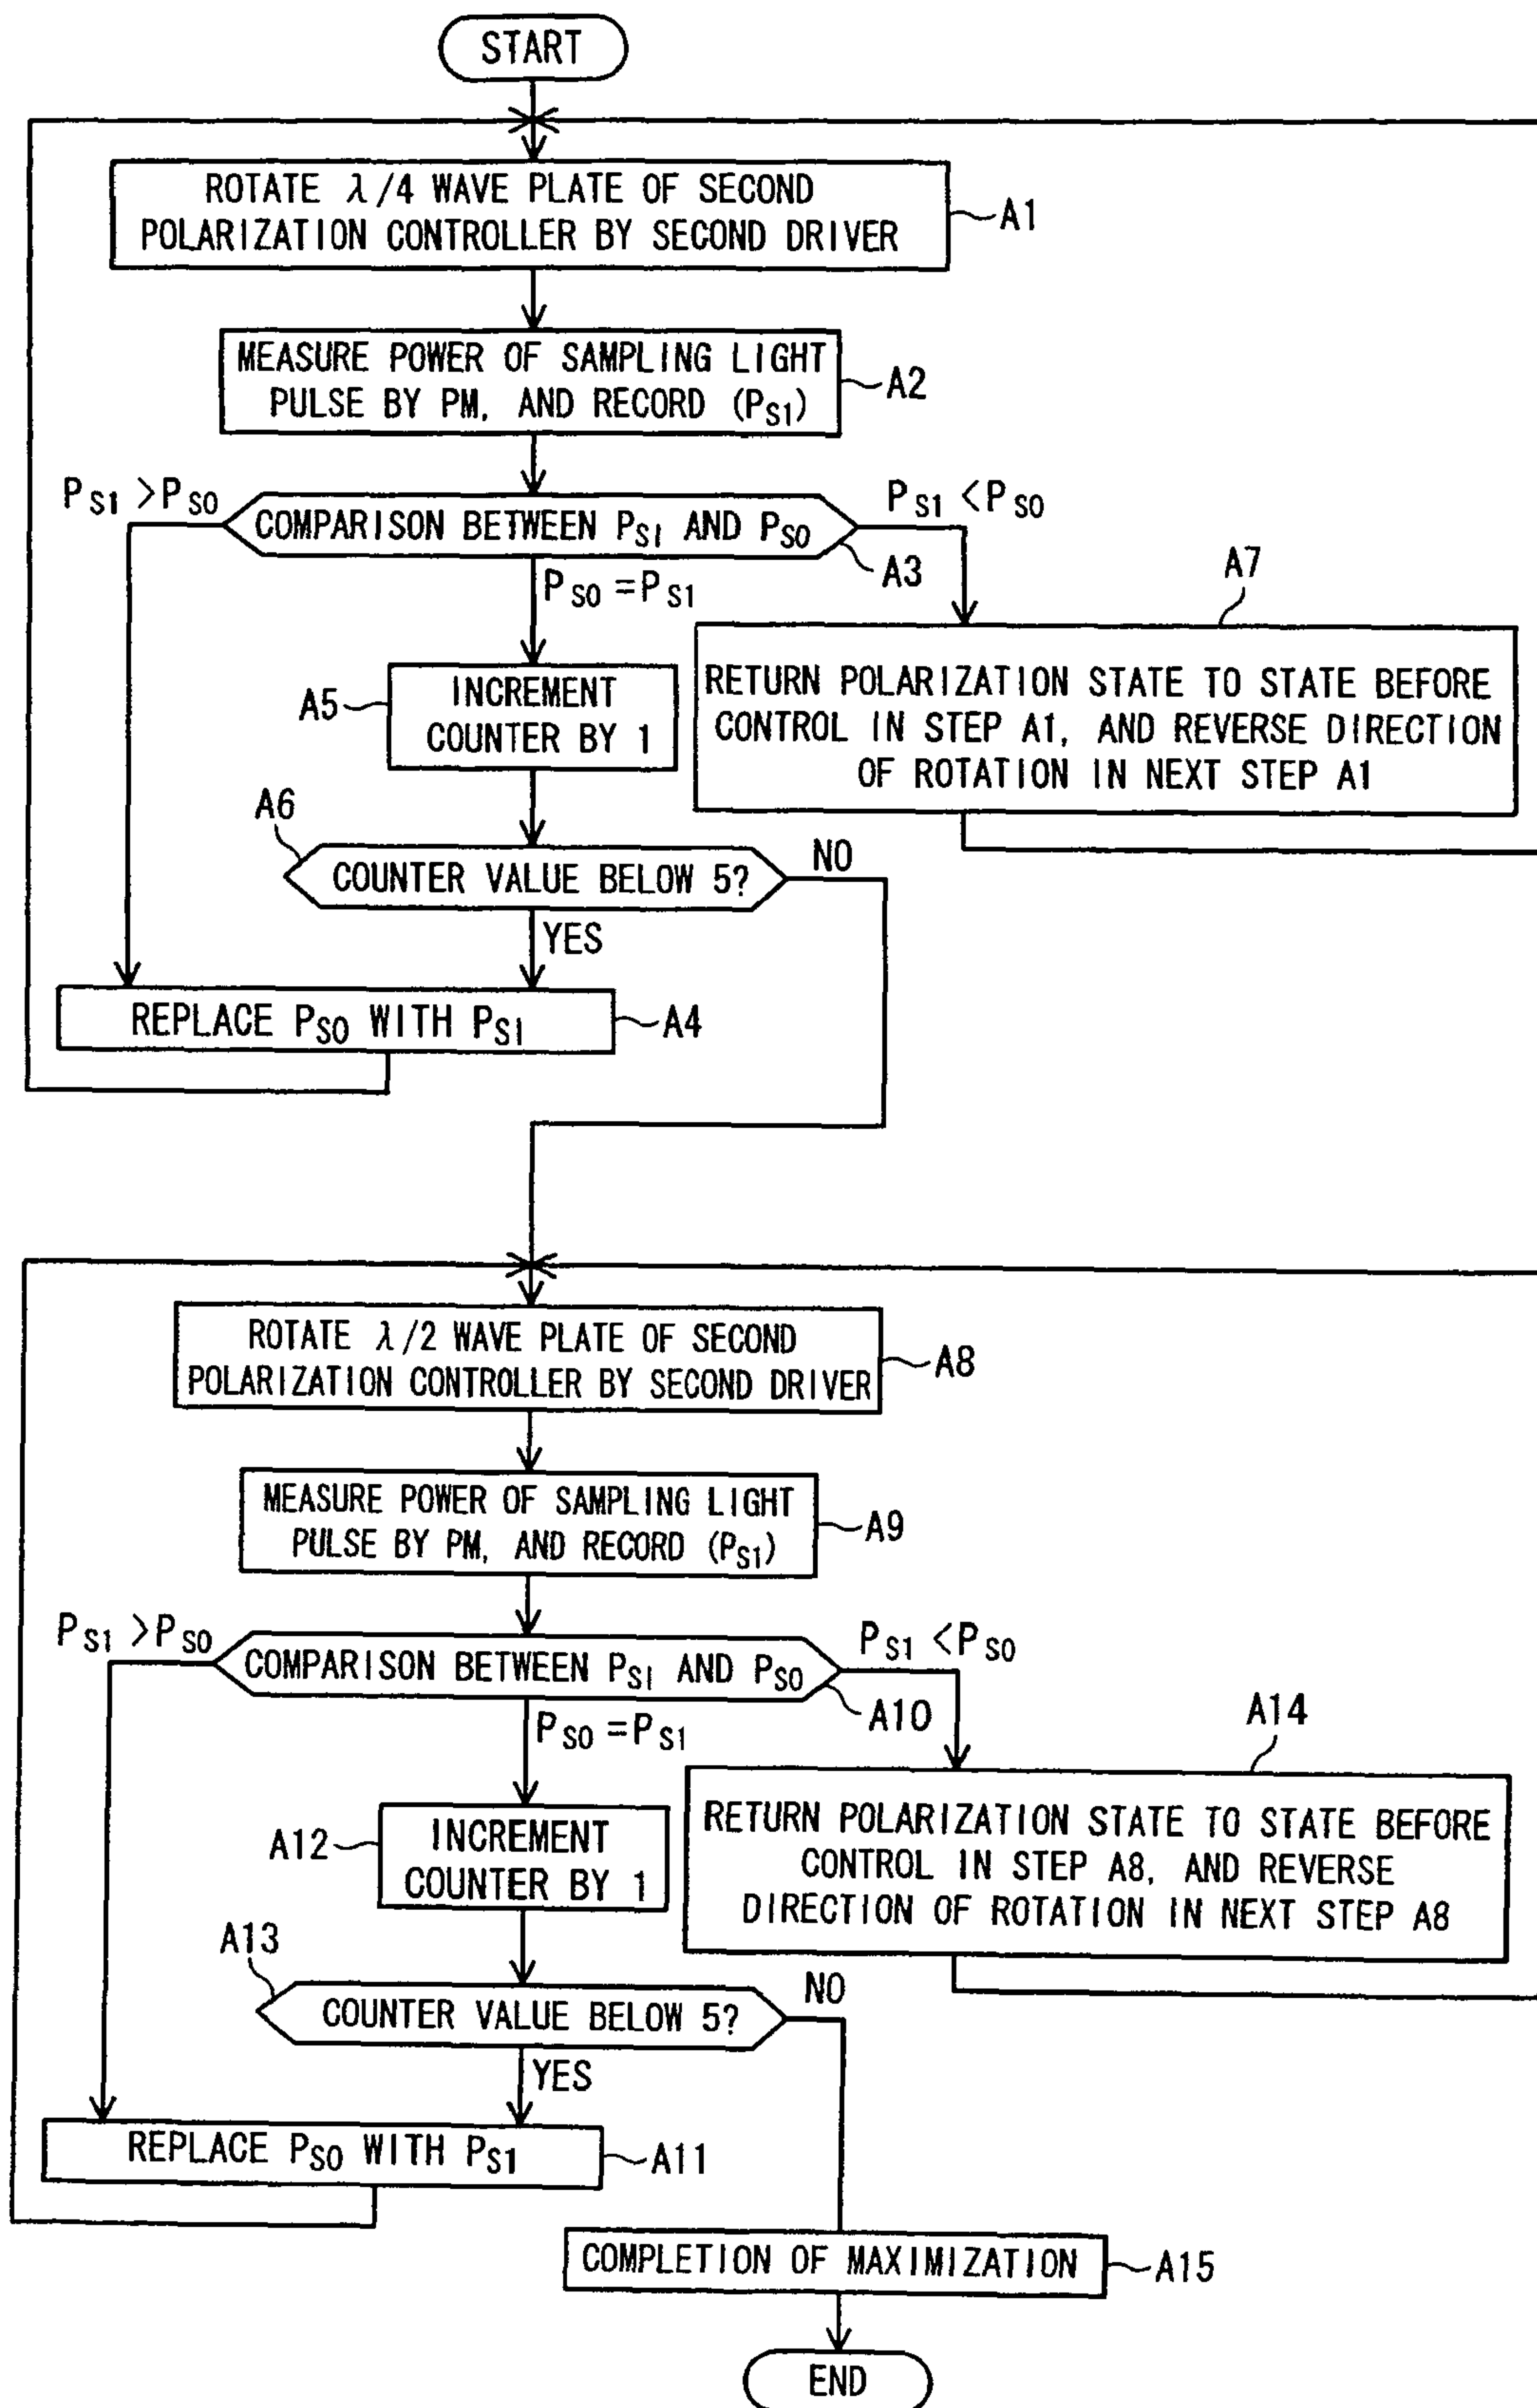 START
ROTATE λ/4 WAVE PLATE OF SECOND
POLARIZATION CONTROLLER BY SECOND DRIVER
A1
MEASURE POWER OF SAMPLING LIGHT
PULSE BY PM, AND RECORD (PS1)
A2
PS1 >PS0
COMPARISON BETWEEN PS1 AND PS0
PS1 <PS0
A3
PS0 =PS1
A7
RETURN POLARIZATION STATE TO STATE BEFORE
CONTROL IN STEP A1, AND REVERSE DIRECTION
OF ROTATION IN NEXT STEP A1
A5
INCREMENT
COUNTER BY 1
A6
COUNTER VALUE BELOW 5?
NO
YES
REPLACE PS0 WITH PS1
A4
ROTATE λ/2 WAVE PLATE OF SECOND
POLARIZATION CONTROLLER BY SECOND DRIVER
A8
MEASURE POWER OF SAMPLING LIGHT
PULSE BY PM, AND RECORD (PS1)
A9
PS1 >PS0
COMPARISON BETWEEN PS1 AND PS0
PS1 <PS0
A10
PS0 =PS1
A14
RETURN POLARIZATION STATE TO STATE BEFORE
CONTROL IN STEP A8, AND REVERSE
DIRECTION OF ROTATION IN NEXT STEP A8
A12
INCREMENT
COUNTER BY 1
A13
COUNTER VALUE BELOW 5?
NO
YES
REPLACE PS0 WITH PS1
A11
COMPLETION OF MAXIMIZATION
A15
END